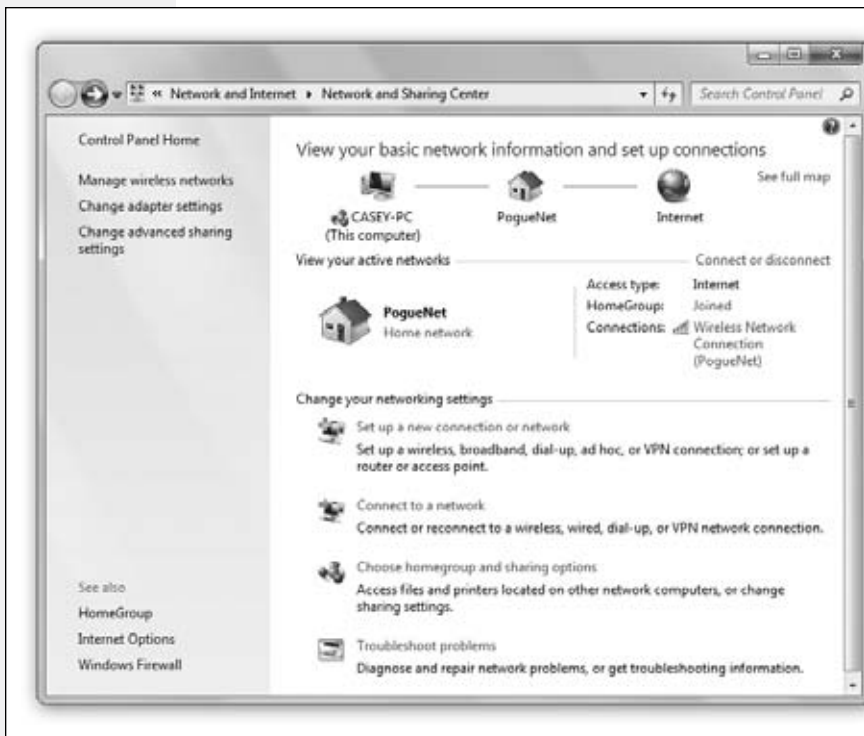 « Network and Internet ▸ Network and Sharing Center
Search Control Panel
Control Panel Home
Manage wireless networks
Change adapter settings
Change advanced sharing
settings
See also
HomeGroup
Internet Options
Windows Firewall
View your basic network information and set up connections
See full map
CASEY-PC
(This computer)
PogueNet
Internet
View your active networks
Connect or disconnect
PogueNet
Home network
Access type: Internet
HomeGroup: Joined
Connections: Wireless Network
Connection
(PogueNet)
Change your networking settings
Set up a new connection or network
Set up a wireless, broadband, dial-up, ad hoc, or VPN connection; or set up a
router or access point.
Connect to a network
Connect or reconnect to a wireless, wired, dial-up, or VPN network connection.
Choose homegroup and sharing options
Access files and printers located on other network computers, or change
sharing settings.
Troubleshoot problems
Diagnose and repair network problems, or get troubleshooting information.